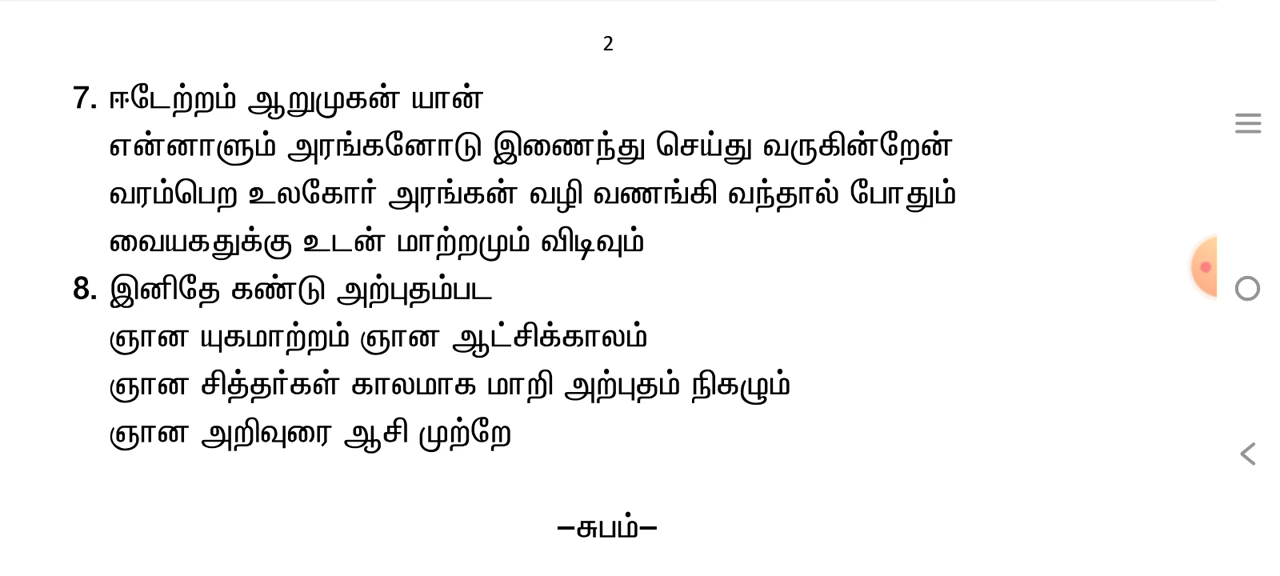 2
7. ஈடேற்றம் ஆறுமுகன் யான்
என்னாளும் அரங்கனோடு இணைந்து செய்து வருகின்றேன்
வரம்பெற உலகோர் அரங்கன் வழி வணங்கி வந்தால் போதும்
வையகதுக்கு உடன் மாற்றமும் விடிவும்
8. இனிதே கண்டு அற்புதம்பட
ஞான யுகமாற்றம் ஞான ஆட்சிக்காலம்
ஞான சித்தர்கள் காலமாக மாறி அற்புதம் நிகழும்
ஞான அறிவுரை ஆசி முற்றே
–சுபம்–